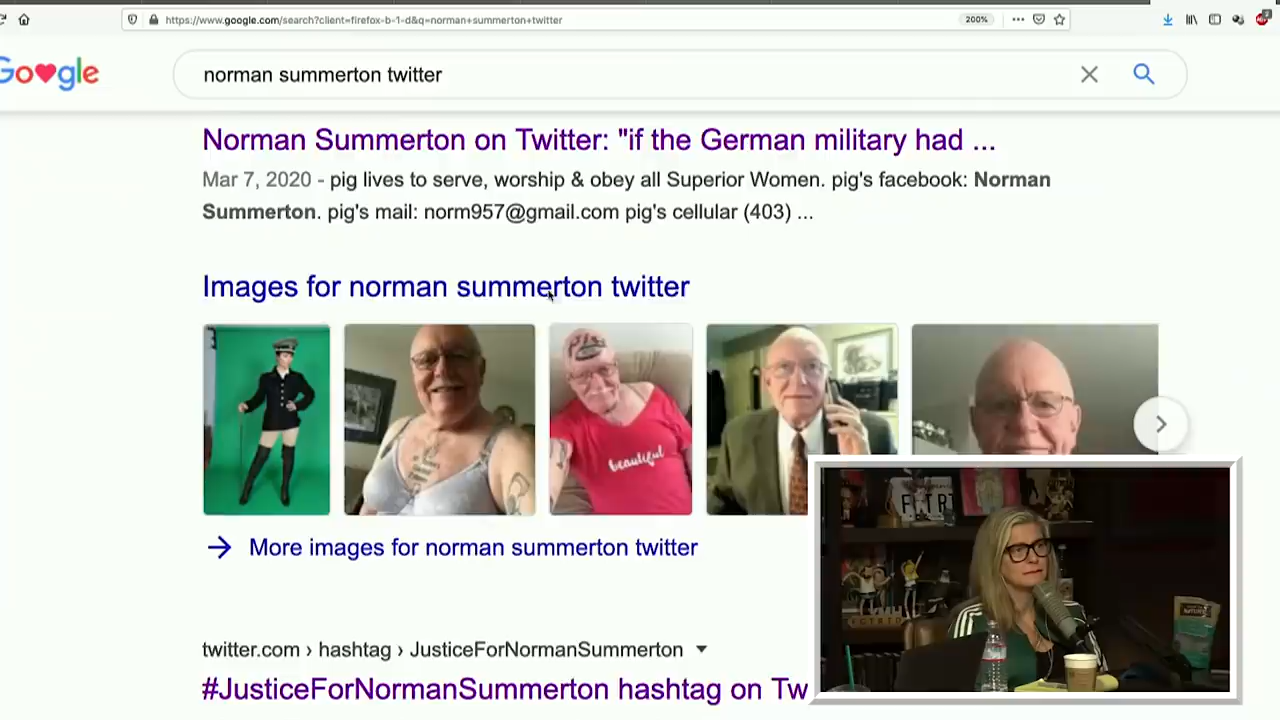 https://www.google.com/search?client=firefox-b-1-d&q=norman+summerton+twitter
200%
norman summerton twitter
Norman Summerton on Twitter: "if the German military had ...
Mar 7, 2020 - pig lives to serve, worship & obey all Superior Women. pig's facebook: Norman
Summerton. pig's mail: norm957@gmail.com pig's cellular (403) ...
Images for norman summerton twitter
beautiful
More images for norman summerton twitter
twitter.com › hashtag › JusticeForNormanSummerton
#JusticeForNormanSummerton hashtag on Tw